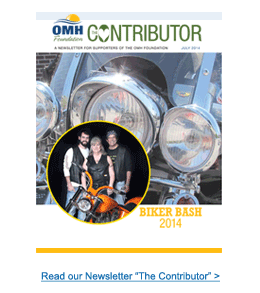 OMH
Foundation
THE
CONTRIBUTOR
A NEWSLETTER FOR SUPPORTERS OF THE OMH FOUNDATION JULY 2014
BIKER BASH
2014
Read our Newsletter "The Contributor" >